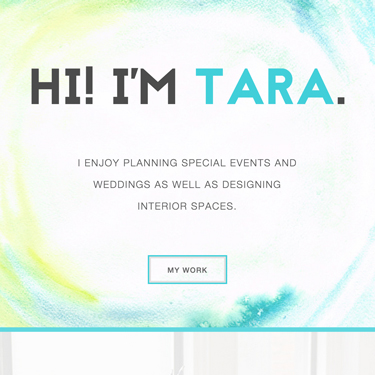 HI! I'M TARA.
I ENJOY PLANNING SPECIAL EVENTS AND
WEDDINGS AS WELL AS DESIGNING
INTERIOR SPACES.
MY WORK